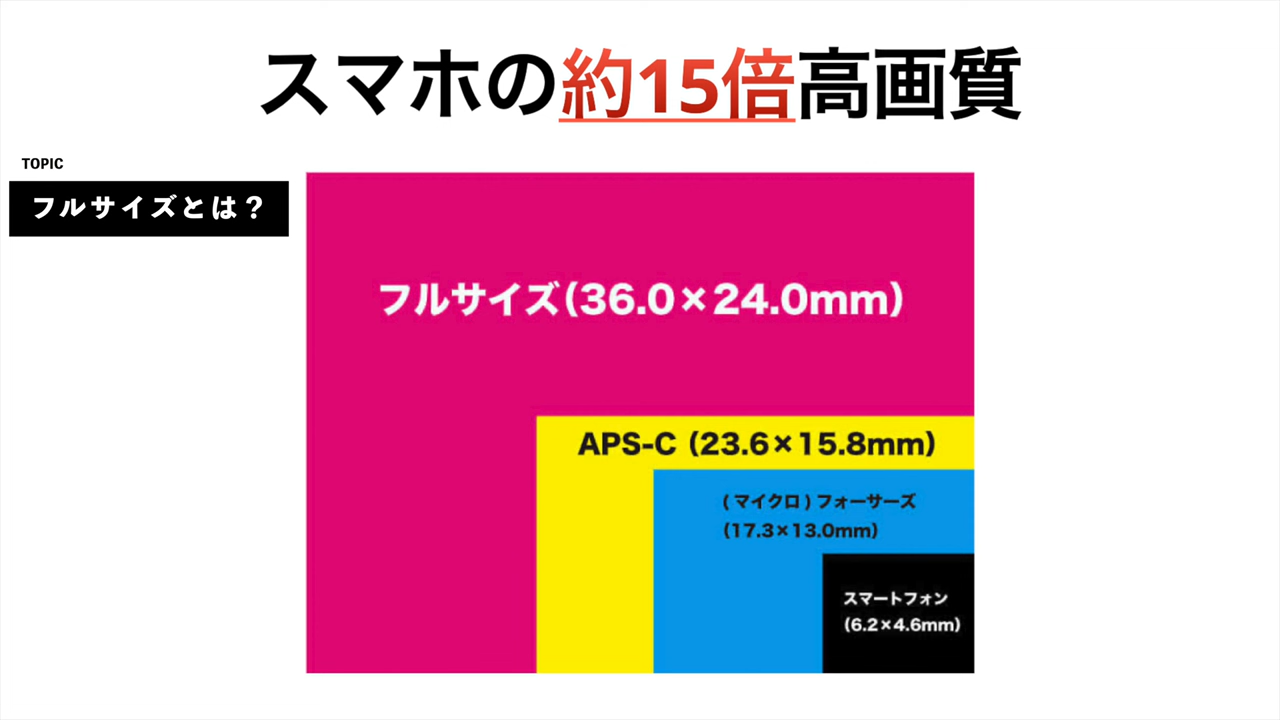 スマホの約15倍高画質
TOPIC
フルサイズとは？
フルサイズ(36.0×24.0mm)
APS-C (23.6×15.8mm)
(マイクロ)フォーサーズ
(17.3×13.0mm)
スマートフォン
(6.2×4.6mm)